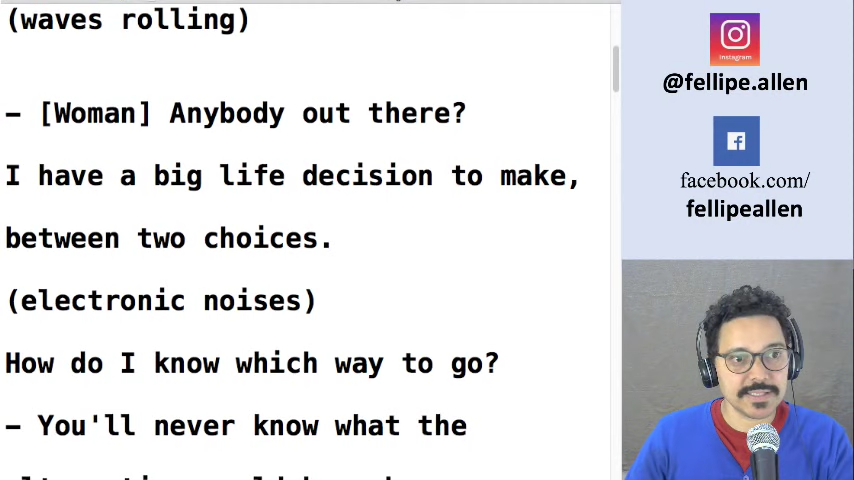 (waves rolling)
- [Woman] Anybody out there?
I have a big life decision to make,
between two choices.
(electronic noises)
How do I know which way to go?
- You'll never know what the
Instagram
@fellipe.allen
facebook.com/
fellipeallen